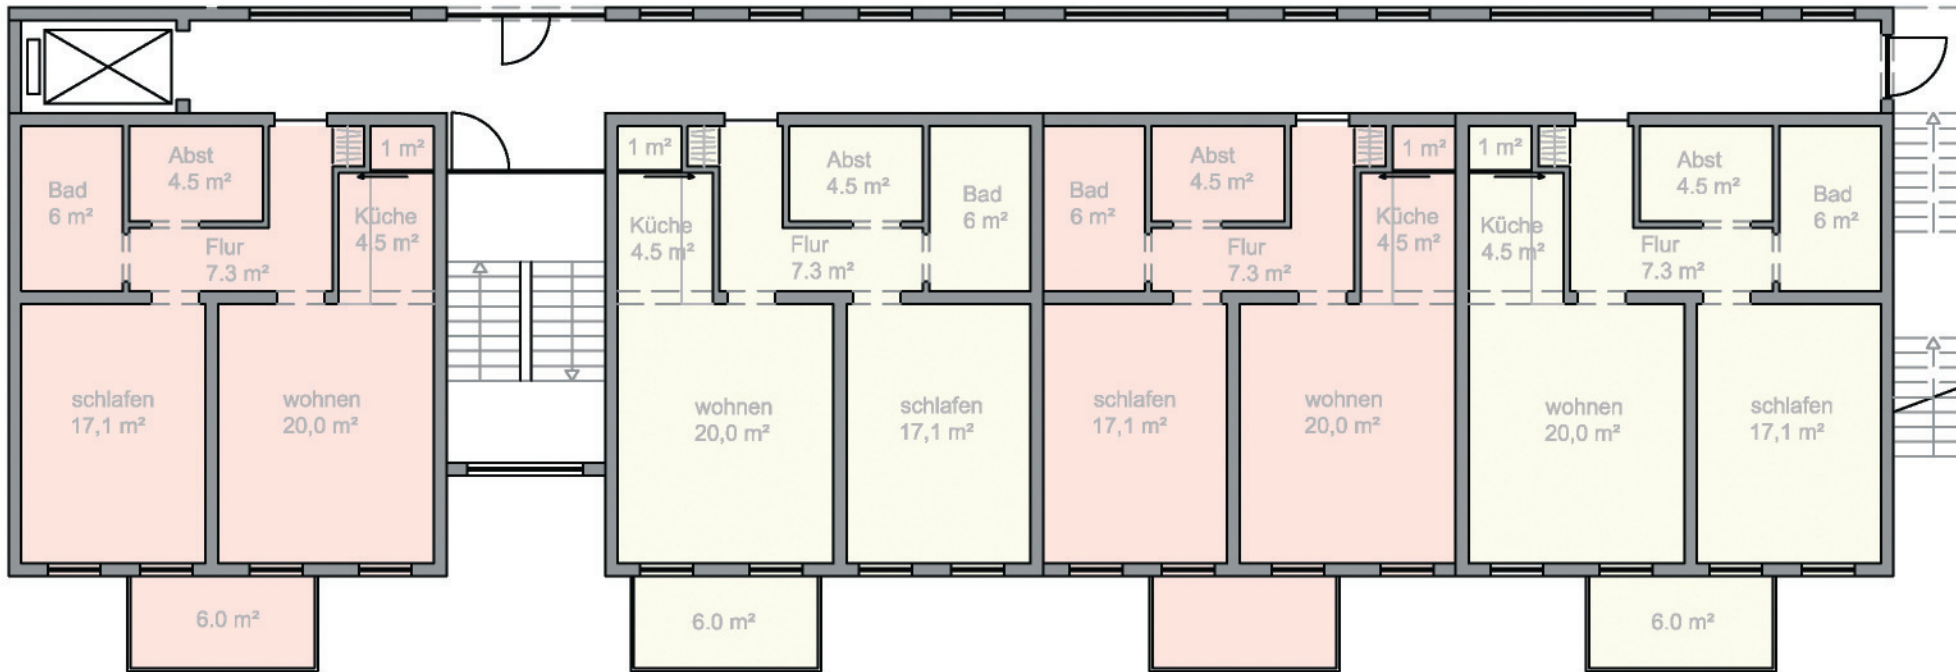 Bad
6 m²
Abst
4.5 m²
1 m²
Küche
4.5 m²
Flur
7.3 m²
schlafen
17,1 m²
wohnen
20,0 m²
6.0 m²
1 m²
Abst
4.5 m²
Bad
6 m²
Küche
4.5 m²
Flur
7.3 m²
wohnen
20,0 m²
schlafen
17,1 m²
6.0 m²
Bad
6 m²
Abst
4.5 m²
1 m²
Küche
4.5 m²
Flur
7.3 m²
schlafen
17,1 m²
wohnen
20,0 m²
1 m²
Abst
4.5 m²
Bad
6 m²
Küche
4.5 m²
Flur
7.3 m²
wohnen
20,0 m²
schlafen
17,1 m²
6.0 m²